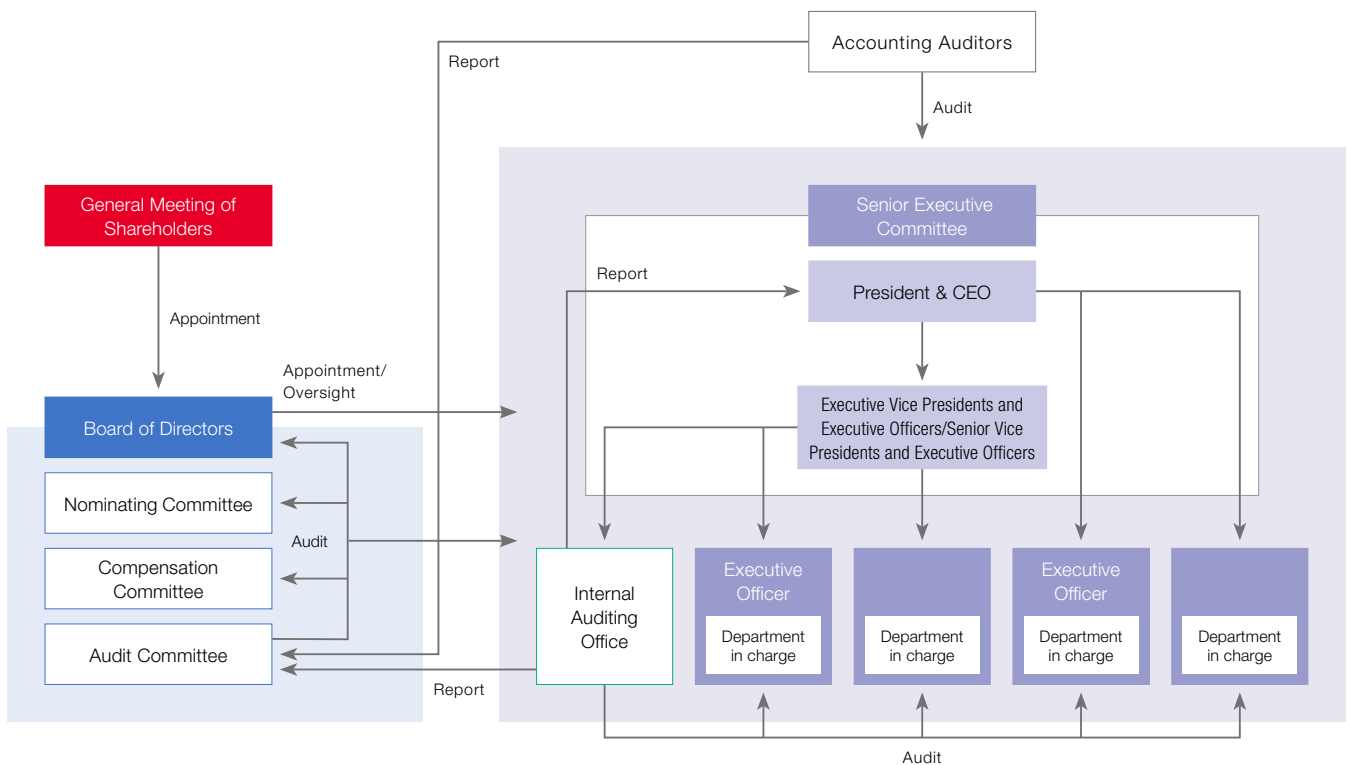 Accounting Auditors
Report
Audit
General Meeting of
Shareholders
Senior Executive
Committee
Report
President & CEO
Appointment
Appointment/
Oversight
Executive Vice Presidents and
Executive Officers/Senior Vice
Presidents and Executive Officers
Board of Directors
Nominating Committee
Audit
Compensation
Committee
Audit Committee
Report
Internal
Auditing
Office
Executive
Officer
Department
in charge
Department
in charge
Executive
Officer
Department
in charge
Department
in charge
Audit